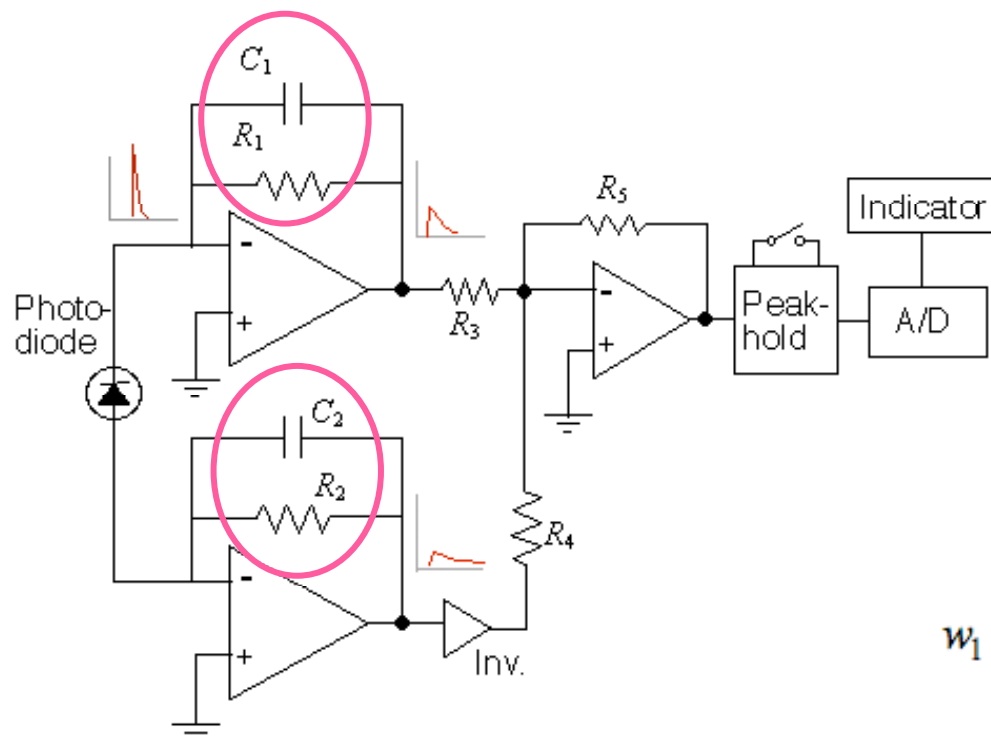 C₁
R₁
R₅
Indicator
Photo-
diode
R₃
Peak-
hold
A/D
C₂
R₂
R₄
Inv.
w₁